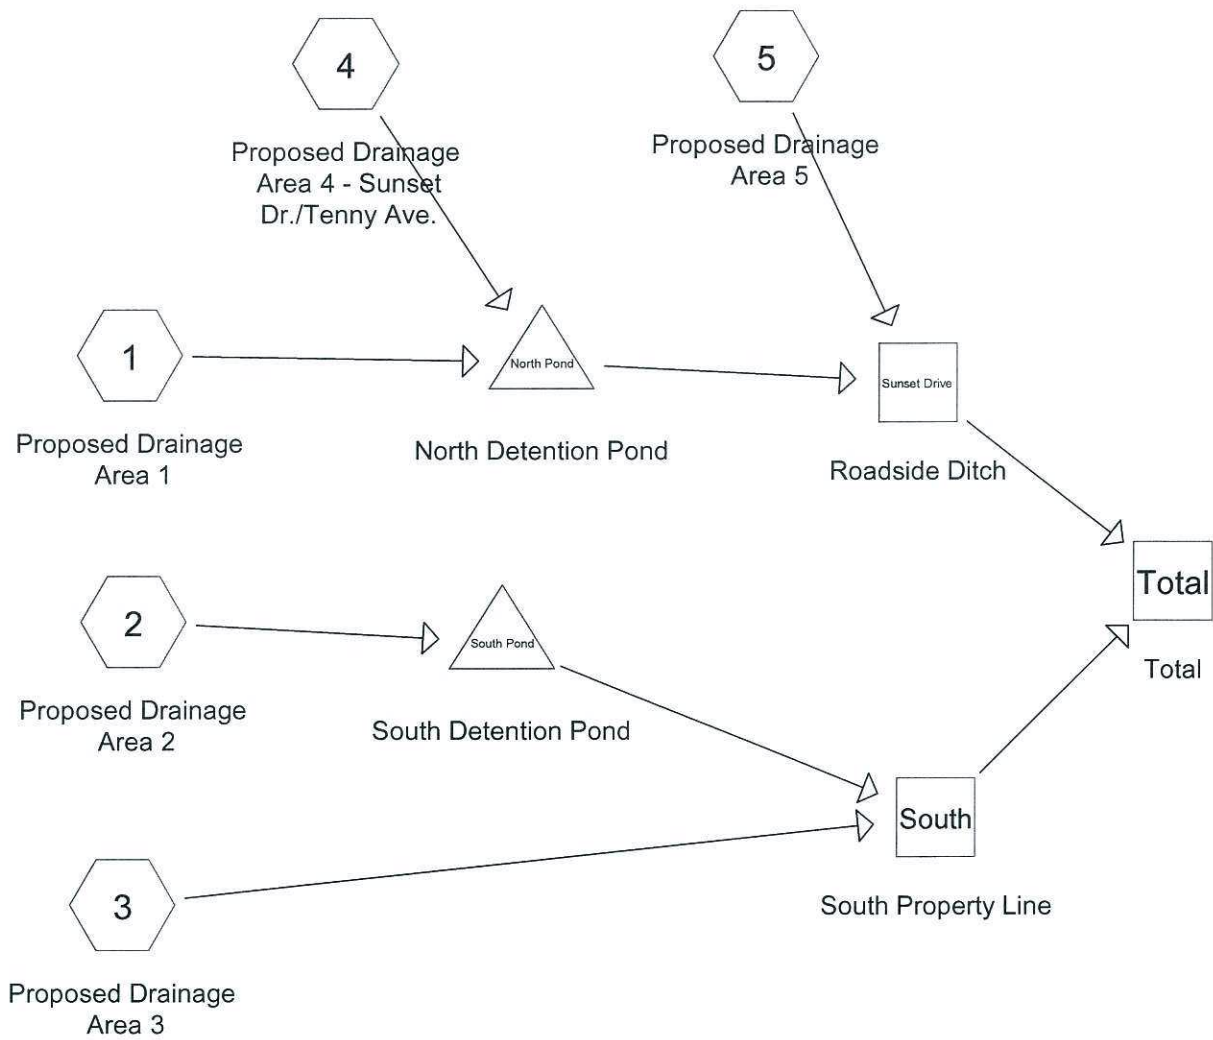 4
Proposed Drainage
Area 4 - Sunset
Dr./Tenny Ave.
5
Proposed Drainage
Area 5
1
Proposed Drainage
Area 1
North Pond
North Detention Pond
Sunset Drive
Roadside Ditch
Total
Total
2
Proposed Drainage
Area 2
South Pond
South Detention Pond
South
South Property Line
3
Proposed Drainage
Area 3